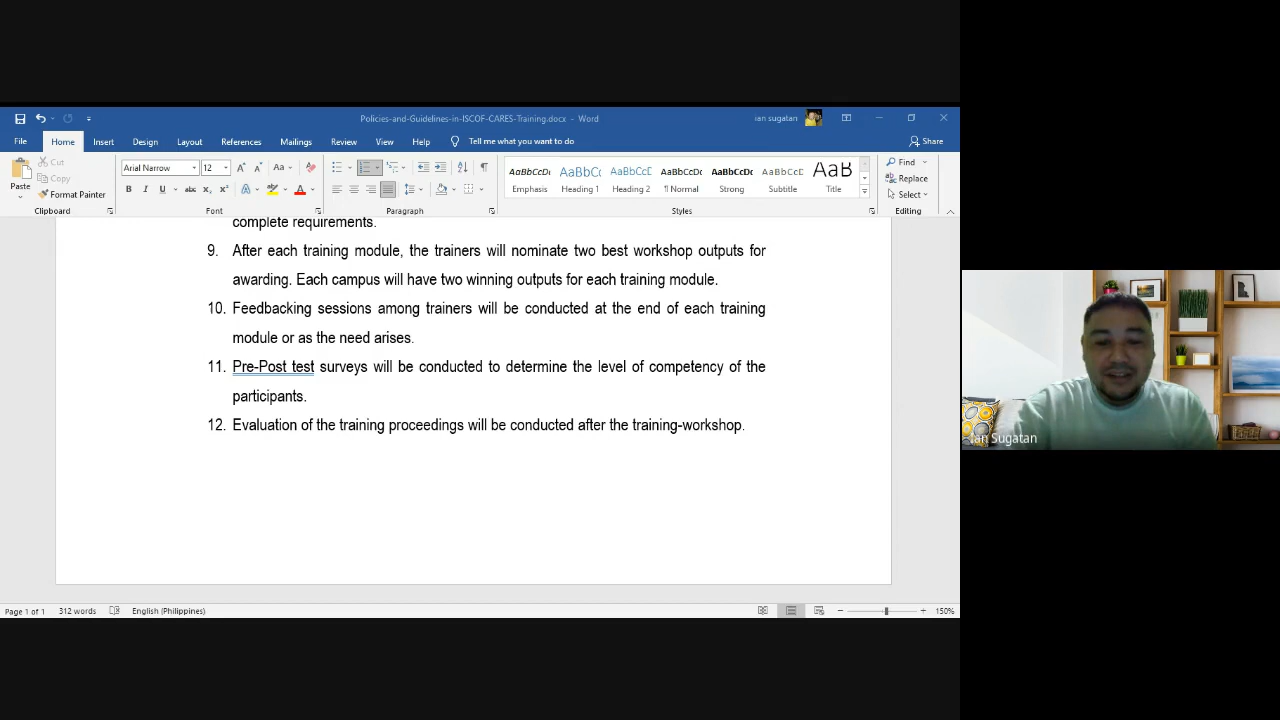 Policies-and-Guidelines-in-ISCOF-CARES-Training.docx - Word
ian sugatan
File Home Insert Design Layout References Mailings Review View Help Tell me what you want to do Share
Paste
Cut
Copy
Format Painter
Clipboard
Arial Narrow 12
Font
Paragraph
AaBbCcDı AaBbCc AaBbCcD AaBbCcDc AaBbCcDc AaBbCcD AaB
Emphasis Heading 1 Heading 2 ¶ Normal Strong Subtitle Title
Styles
Find
Replace
Select
Editing
complete requirements.
9. After each training module, the trainers will nominate two best workshop outputs for
awarding. Each campus will have two winning outputs for each training module.
10. Feedbacking sessions among trainers will be conducted at the end of each training
module or as the need arises.
11. Pre-Post test surveys will be conducted to determine the level of competency of the
participants.
12. Evaluation of the training proceedings will be conducted after the training-workshop.
Page 1 of 1 312 words English (Philippines) 150%
Ian Sugatan